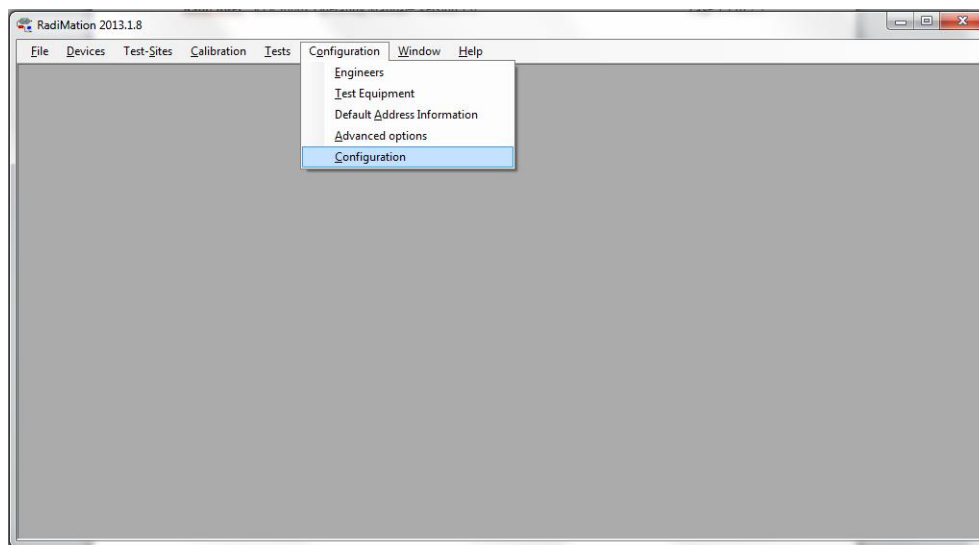 RadiMation 2013.1.8
File Devices Test-Sites Calibration Tests Configuration Window Help
Engineers
Test Equipment
Default Address Information
Advanced options
Configuration